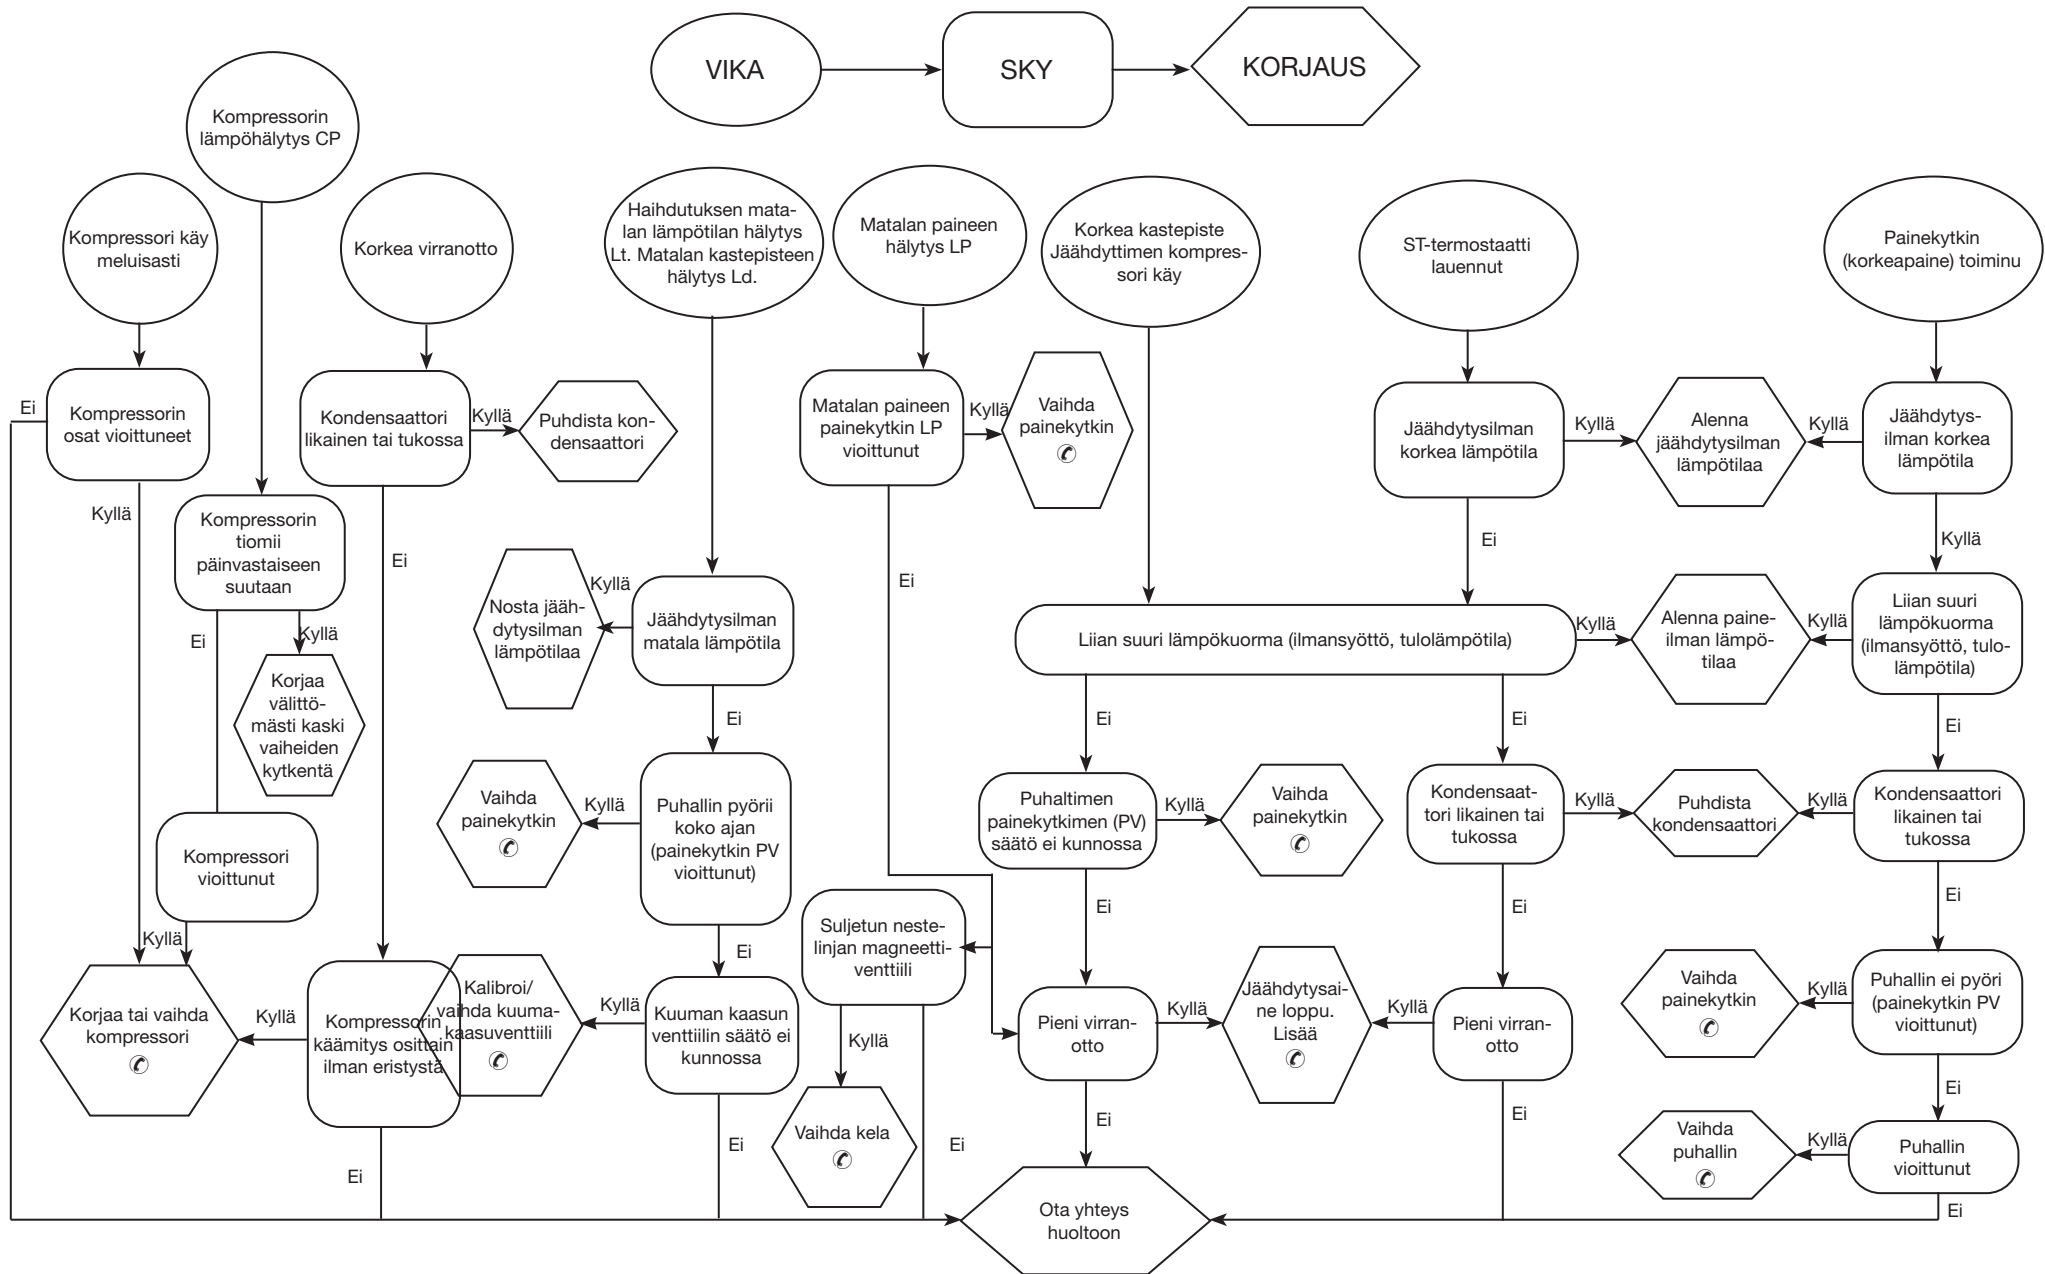 VIKA
SKY
KORJAUS
Kompressorin
lämpöhälytys CP
Kompressori käy
meluisasti
Korkea virranotto
Haihdutuksen mata-
lan lämpötilan hälytys
Lt. Matalan kastepisteen
hälytys Ld.
Matalan paineen
hälytys LP
Korkea kastepiste
Jäähdyttimen kompres-
sori käy
ST-termostaatti
lauennut
Painekytkin
(korkeapaine) toiminu
Ei
Kompressorin
osat vioittuneet
Kyllä
Kondensaattori
likainen tai tukossa
Kyllä
Puhdista kon-
densaattori
Matalan paineen
painekytkin LP
vioittunut
Kyllä
Vaihda
painekytkin
✆
Jäähdytysilman
korkea lämpötila
Kyllä
Alenna
jäähdytysilman
lämpötilaa
Kyllä
Jäähdytys-
ilman korkea
lämpötila
Kompressorin
tiomii
päinvastaiseen
suutaan
Ei
Ei
Kyllä
Ei
Kyllä
Korjaa
välittö-
mästi kaski
vaiheiden
kytkentä
Nosta jääh-
dytysilman
lämpötilaa
Kyllä
Jäähdytysilman
matala lämpötila
Ei
Ei
Liian suuri lämpökuorma (ilmansyöttö, tulolämpötila)
Kyllä
Alenna paine-
ilman lämpö-
tilaa
Kyllä
Liian suuri
lämpökuorma
(ilmansyöttö, tulo-
lämpötila)
Ei
Ei
Ei
Kompressori
vioittunut
Kyllä
Vaihda
painekytkin
✆
Kyllä
Puhallin pyörii
koko ajan
(painekytkin PV
vioittunut)
Ei
Puhaltimen
painekytkimen (PV)
säätö ei kunnossa
Kyllä
Vaihda
painekytkin
✆
Kondensaat-
tori likainen tai
tukossa
Kyllä
Puhdista
kondensaattori
Kyllä
Kondensaattori
likainen tai
tukossa
Ei
Ei
Ei
Suljetun neste-
linjan magneetti-
venttiili
Korjaa tai vaihda
kompressori
✆
Kyllä
Kompressorin
käämitys osittain
ilman eristystä
Kalibroi/
vaihda kuuma-
kaasuventtiili
✆
Kyllä
Kuuman kaasun
venttiilin säätö ei
kunnossa
Kyllä
Pieni virran-
otto
Kyllä
Jäähdytysai-
ne loppu.
Lisää
✆
Kyllä
Pieni virran-
otto
Vaihda
painekytkin
✆
Kyllä
Puhallin ei pyöri
(painekytkin PV
vioittunut)
Ei
Ei
Ei
Vaihda kela
✆
Ei
Ei
Ei
Vaihda
puhallin
✆
Kyllä
Puhallin
vioittunut
Ei
Ota yhteys
huoltoon